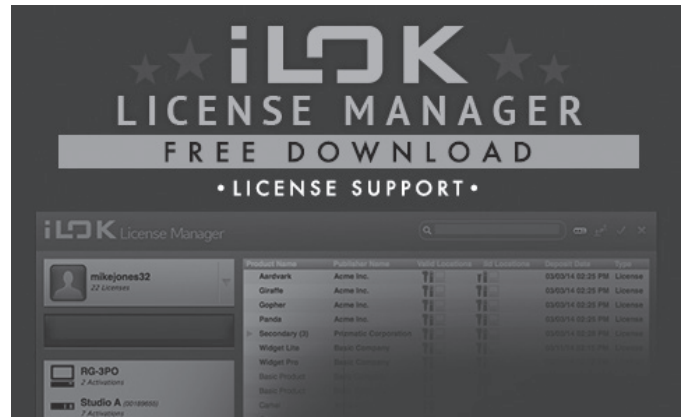 iLOK
LICENSE MANAGER
FREE DOWNLOAD
•LICENSE SUPPORT•
iLOK License Manager
mikejones32
22 Licenses
Product Name Publisher Name Valid Locations Deposit Date Type
Aardvark Acme Inc. 03/03/14 02:25 PM License
Giraffe Acme Inc. 03/03/14 02:25 PM License
Gopher Acme Inc. 03/03/14 02:25 PM License
Panda Acme Inc. 03/03/14 02:25 PM License
Secondary (2) Prismatic Corporation 03/03/14 02:25 PM License
Widget Lite Basic Company 03/03/14 02:25 PM License
Widget Pro Basic Company
Basic Product
Basic Product
RG-3PO
2 Activations
Studio A
7 Activations